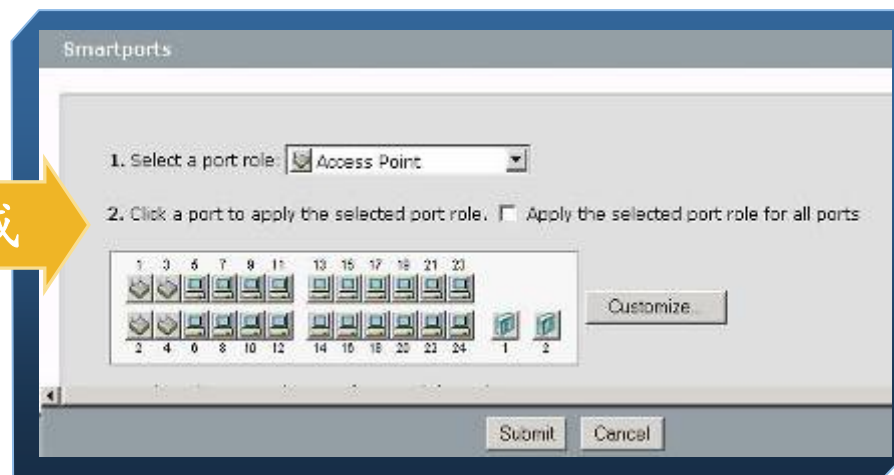 Smartports
1. Select a port role: Access Point
2. Click a port to apply the selected port role. Apply the selected port role for all ports
1 3 5 7 9 11 13 15 17 19 21 23
Customize...
2 4 6 8 10 12 14 16 18 20 22 24 1 2
Submit Cancel